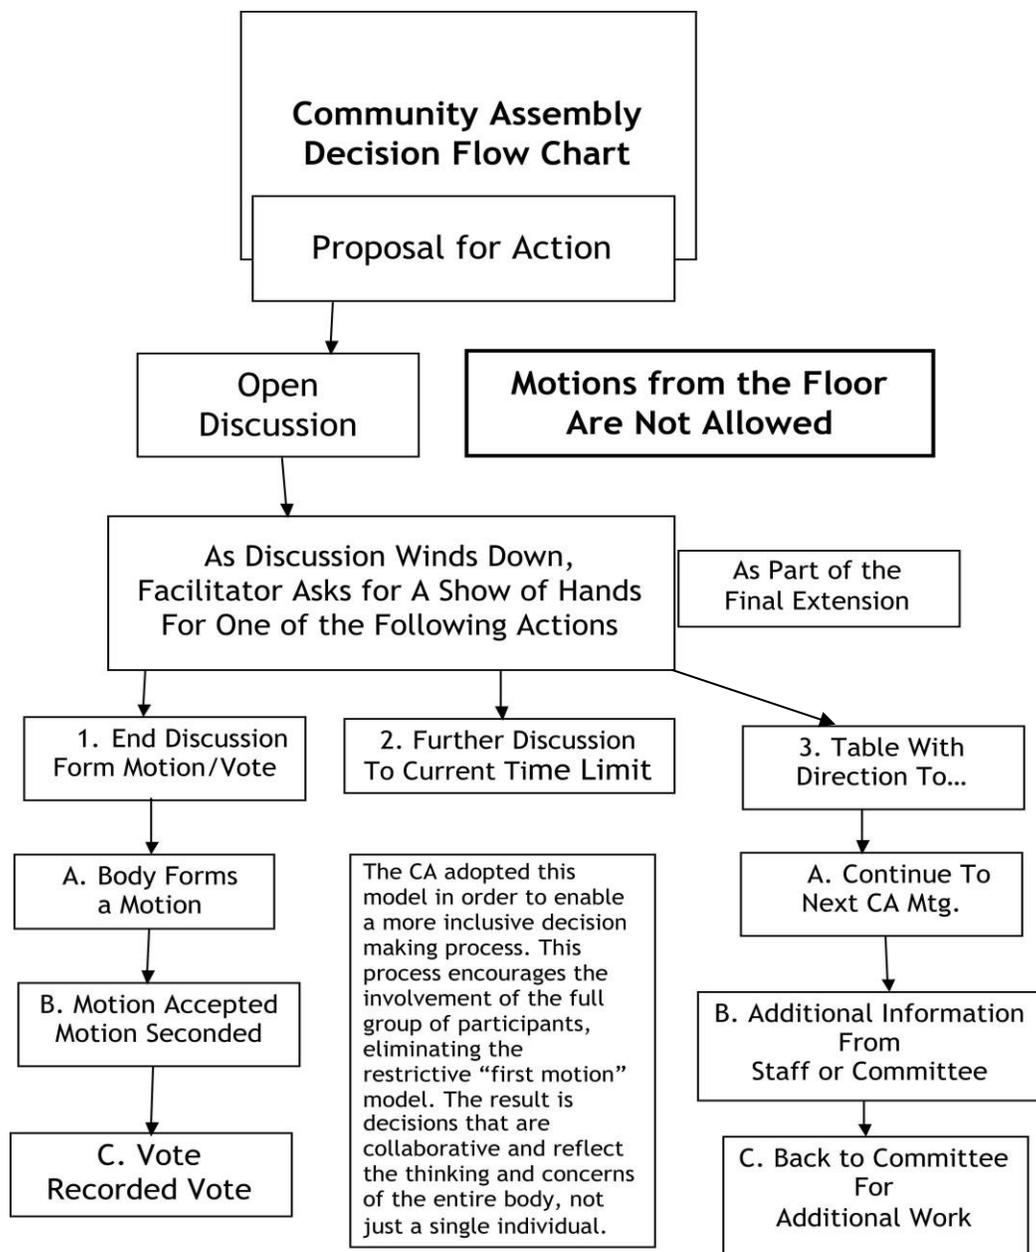 Community Assembly
Decision Flow Chart
Proposal for Action
Open
Discussion
Motions from the Floor
Are Not Allowed
As Discussion Winds Down,
Facilitator Asks for A Show of Hands
For One of the Following Actions
As Part of the
Final Extension
1. End Discussion
Form Motion/Vote
2. Further Discussion
To Current Time Limit
3. Table With
Direction To…
A. Body Forms
a Motion
B. Motion Accepted
Motion Seconded
C. Vote
Recorded Vote
The CA adopted this
model in order to enable
a more inclusive decision
making process. This
process encourages the
involvement of the full
group of participants,
eliminating the
restrictive “first motion”
model. The result is
decisions that are
collaborative and reflect
the thinking and concerns
of the entire body, not
just a single individual.
A. Continue To
Next CA Mtg.
B. Additional Information
From
Staff or Committee
C. Back to Committee
For
Additional Work